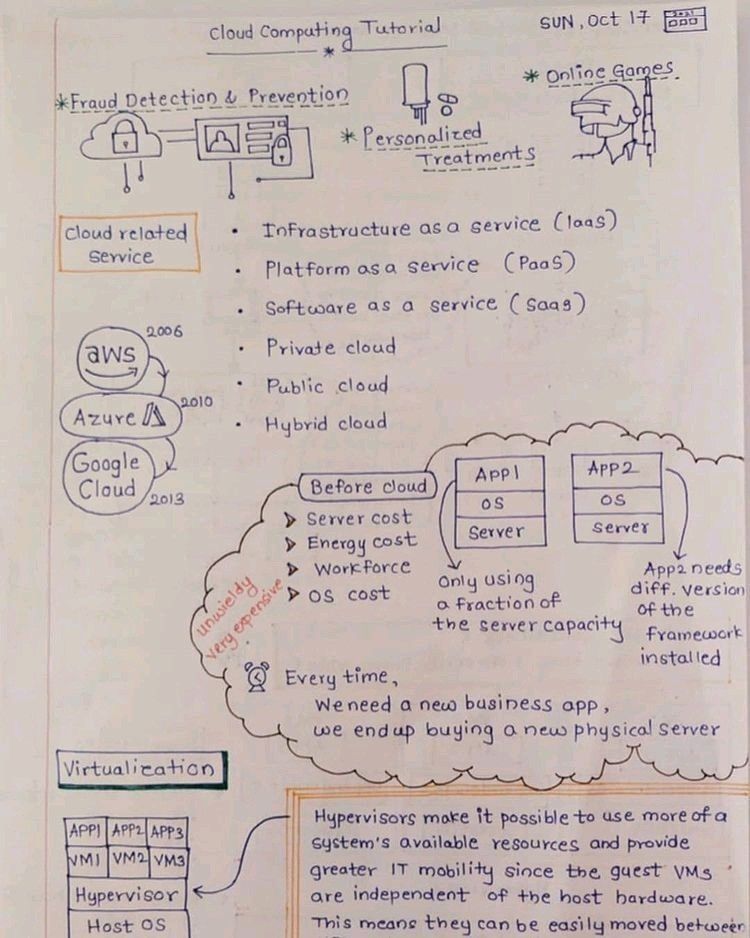 Cloud Computing Tutorial
SUN, Oct 17
2021
*Fraud Detection & Prevention
* Personalized
Treatments
* Online Games
Cloud related
Service
• Infrastructure as a service (IaaS)
• Platform as a service (PaaS)
• Software as a service (SaaS)
• Private cloud
• Public cloud
• Hybrid cloud
aws
2006
Azure
2010
Google
Cloud
2013
Before cloud
➤ Server cost
➤ Energy cost
➤ Workforce
➤ OS cost
unwieldy
very expensive
APP1
OS
Server
APP2
OS
Server
Only using
a fraction of
the server capacity
App2 needs
diff. version
of the
framework
installed
Every time,
We need a new business app,
we end up buying a new physical server
Virtualization
APP1 APP2 APP3
VM1 VM2 VM3
Hypervisor
Host OS
Hypervisors make it possible to use more of a
system's available resources and provide
greater IT mobility since the guest VMs
are independent of the host hardware.
This means they can be easily moved between